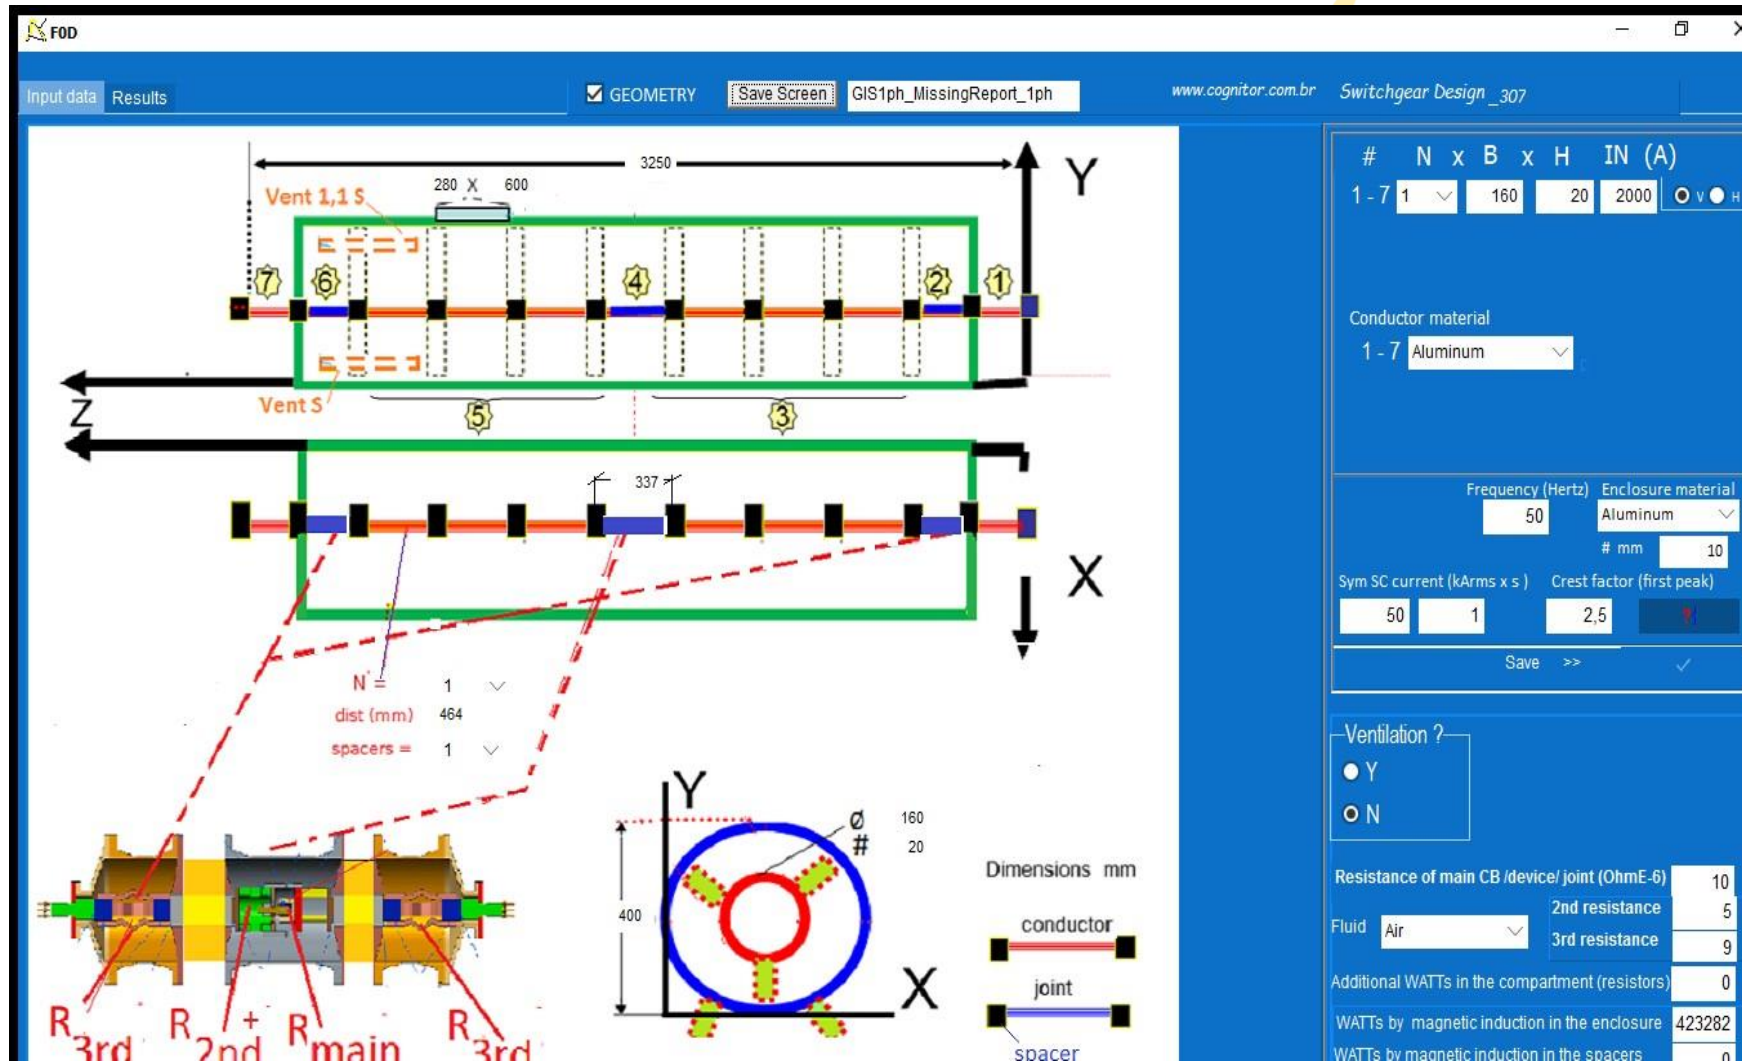 FOD
Input data Results
GEOMETRY Save Screen GIS1ph_MissingReport_1ph
www.cognitor.com.br Switchgear Design _307
3250
Y
280 X 600
Vent 1,1 S
7 6 4 2 1
Z
Vent S
5 3
337
X
N = 1
dist (mm) 464
spacers = 1
Y
400
Ø 160
# 20
X
Dimensions mm
conductor
joint
spacer
R 3rd R 2nd + R main R 3rd
# N x B x H IN (A)
1 - 7 1 160 20 2000 V H
Conductor material
1 - 7 Aluminum
Frequency (Hertz) Enclosure material
50 Aluminum
# mm 10
Sym SC current (kArms x s ) Crest factor (first peak)
50 1 2,5
Save >>
Ventilation ?
Y
N
Resistance of main CB /device/ joint (OhmE-6) 10
2nd resistance 5
Fluid Air
3rd resistance 9
Additional WATTs in the compartment (resistors) 0
WATTs by magnetic induction in the enclosure 423282
WATTs by magnetic induction in the spacers 0